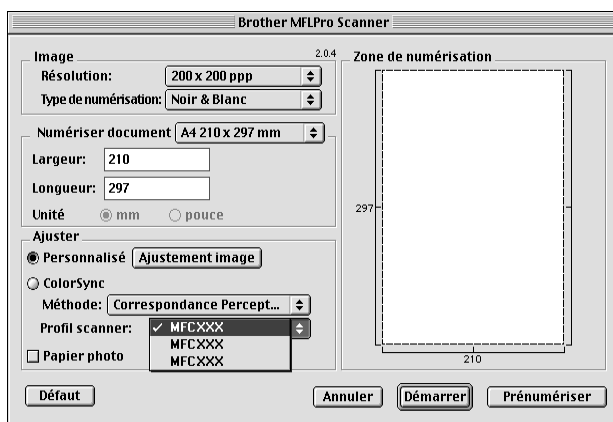 Brother MFLPro Scanner
Image
2.0.4
Résolution: 200 x 200 ppp
Type de numérisation: Noir & Blanc
Numériser document A4 210 x 297 mm
Largeur: 210
Longueur: 297
Unité mm pouce
Ajuster
Personnalisé Ajustement image
ColorSync
Méthode: Correspondance Percept...
Profil scanner: ✓ MFCXXX
MFCXXX
MFCXXX
Papier photo
Zone de numérisation
297
210
Défaut
Annuler
Démarrer
Prénumériser